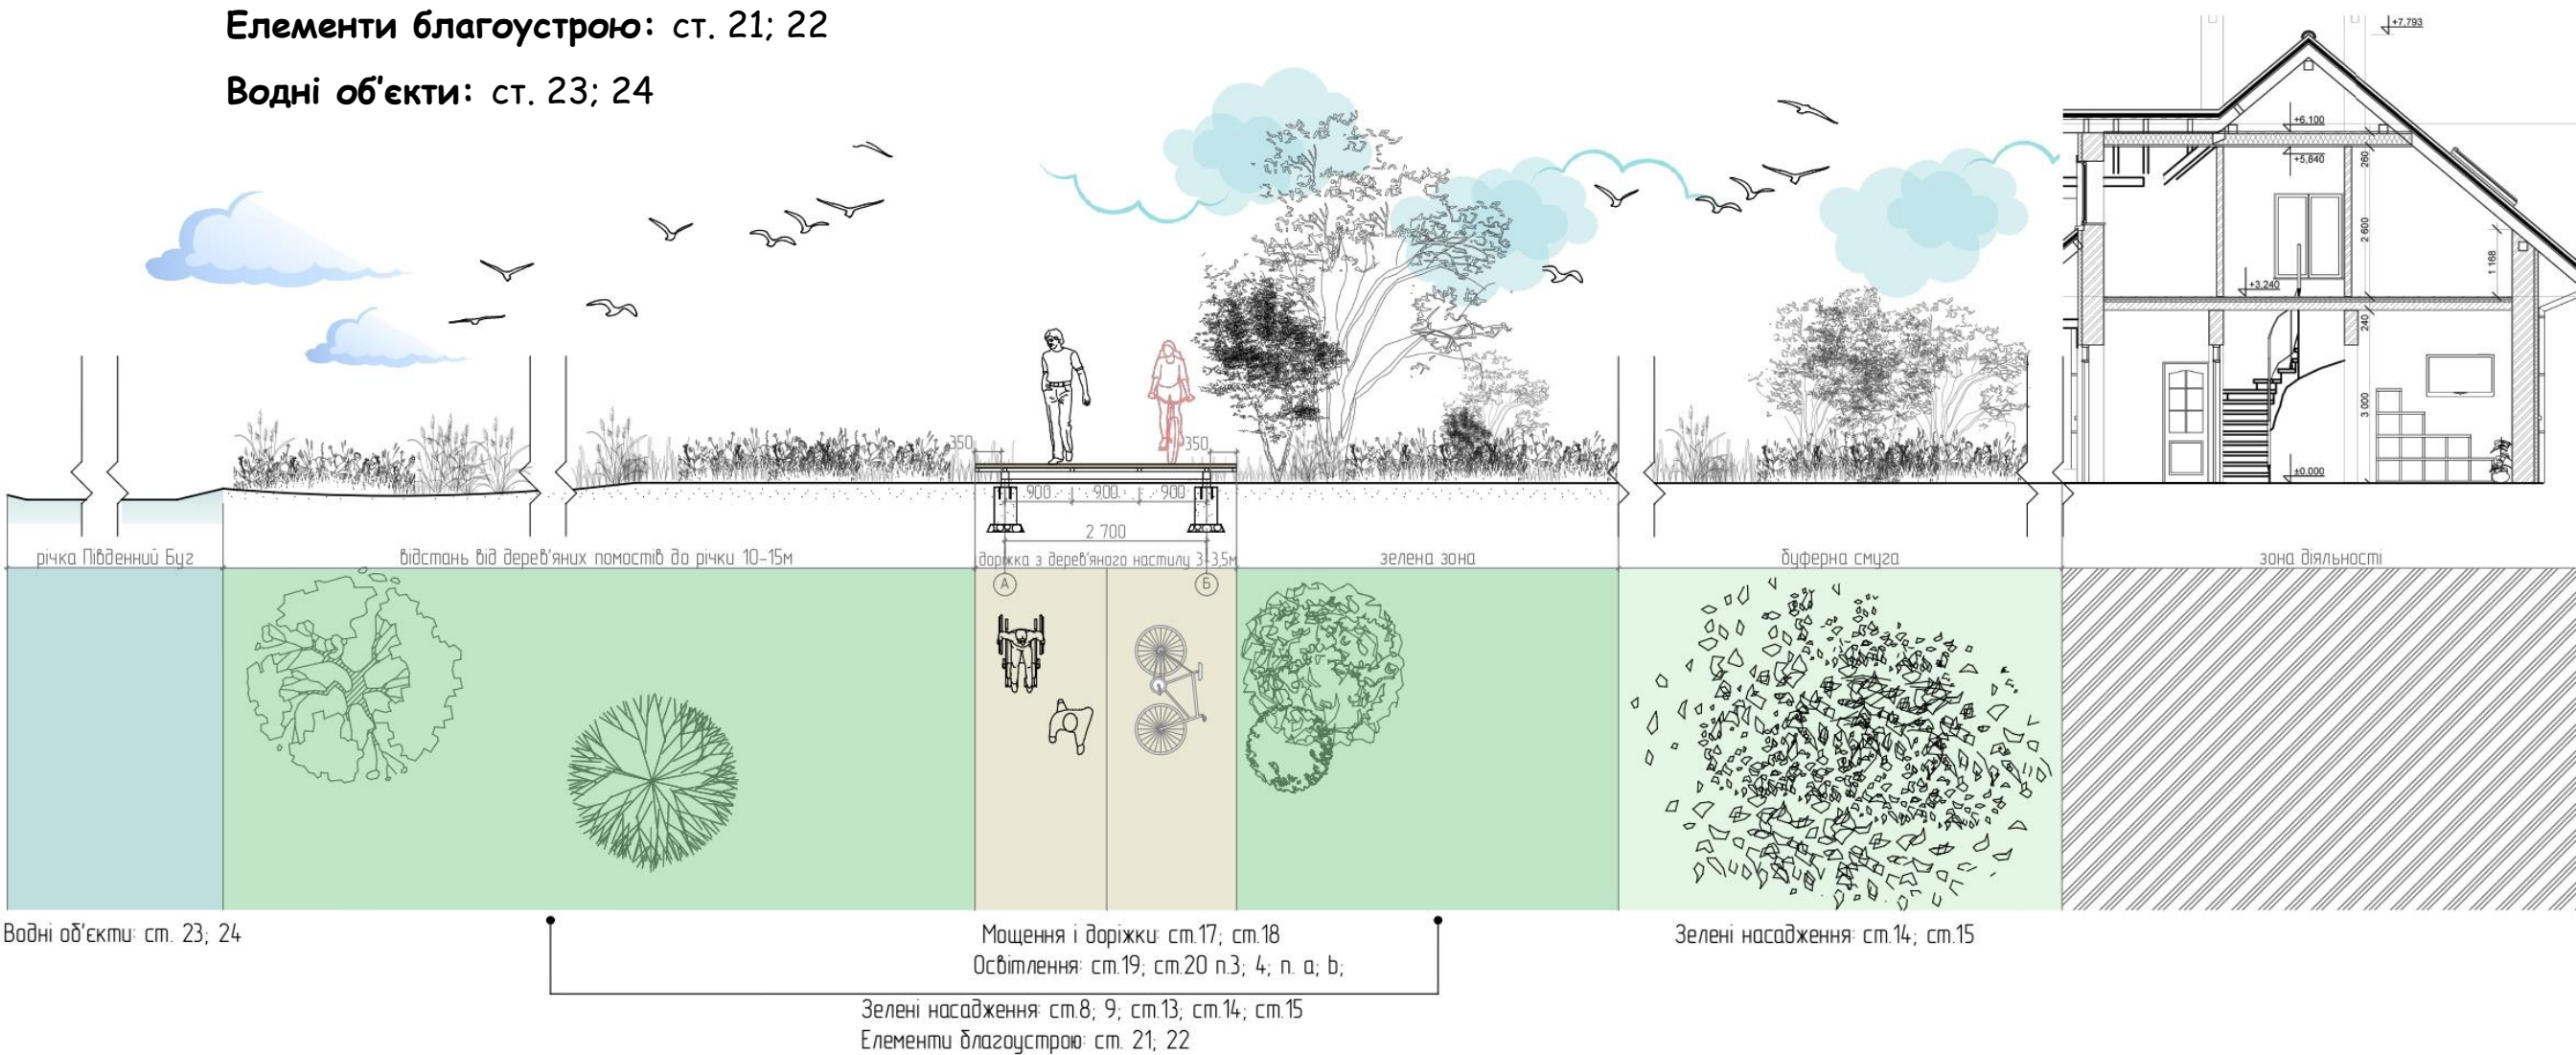 Елементи благоустрою: ст. 21; 22
Водні об'єкти: ст. 23; 24
+7.793
+6.100
+5,840
260
2 600
1 168
+3.240
240
3 000
±0.000
350
350
900 900 900
2 700
річка Південний Буг
відстань від дерев'яних помостів до річки 10-15м
доріжка з дерев'яного настилу 3-3,5м
зелена зона
буферна смуга
зона діяльності
А
Б
Водні об'єкти: ст. 23; 24
Мощення і доріжки: ст.17; ст.18
Освітлення: ст.19; ст.20 п.3; 4; п. a; b;
Зелені насадження: ст.14; ст.15
Зелені насадження: ст.8; 9; ст.13; ст.14; ст.15
Елементи благоустрою: ст. 21; 22